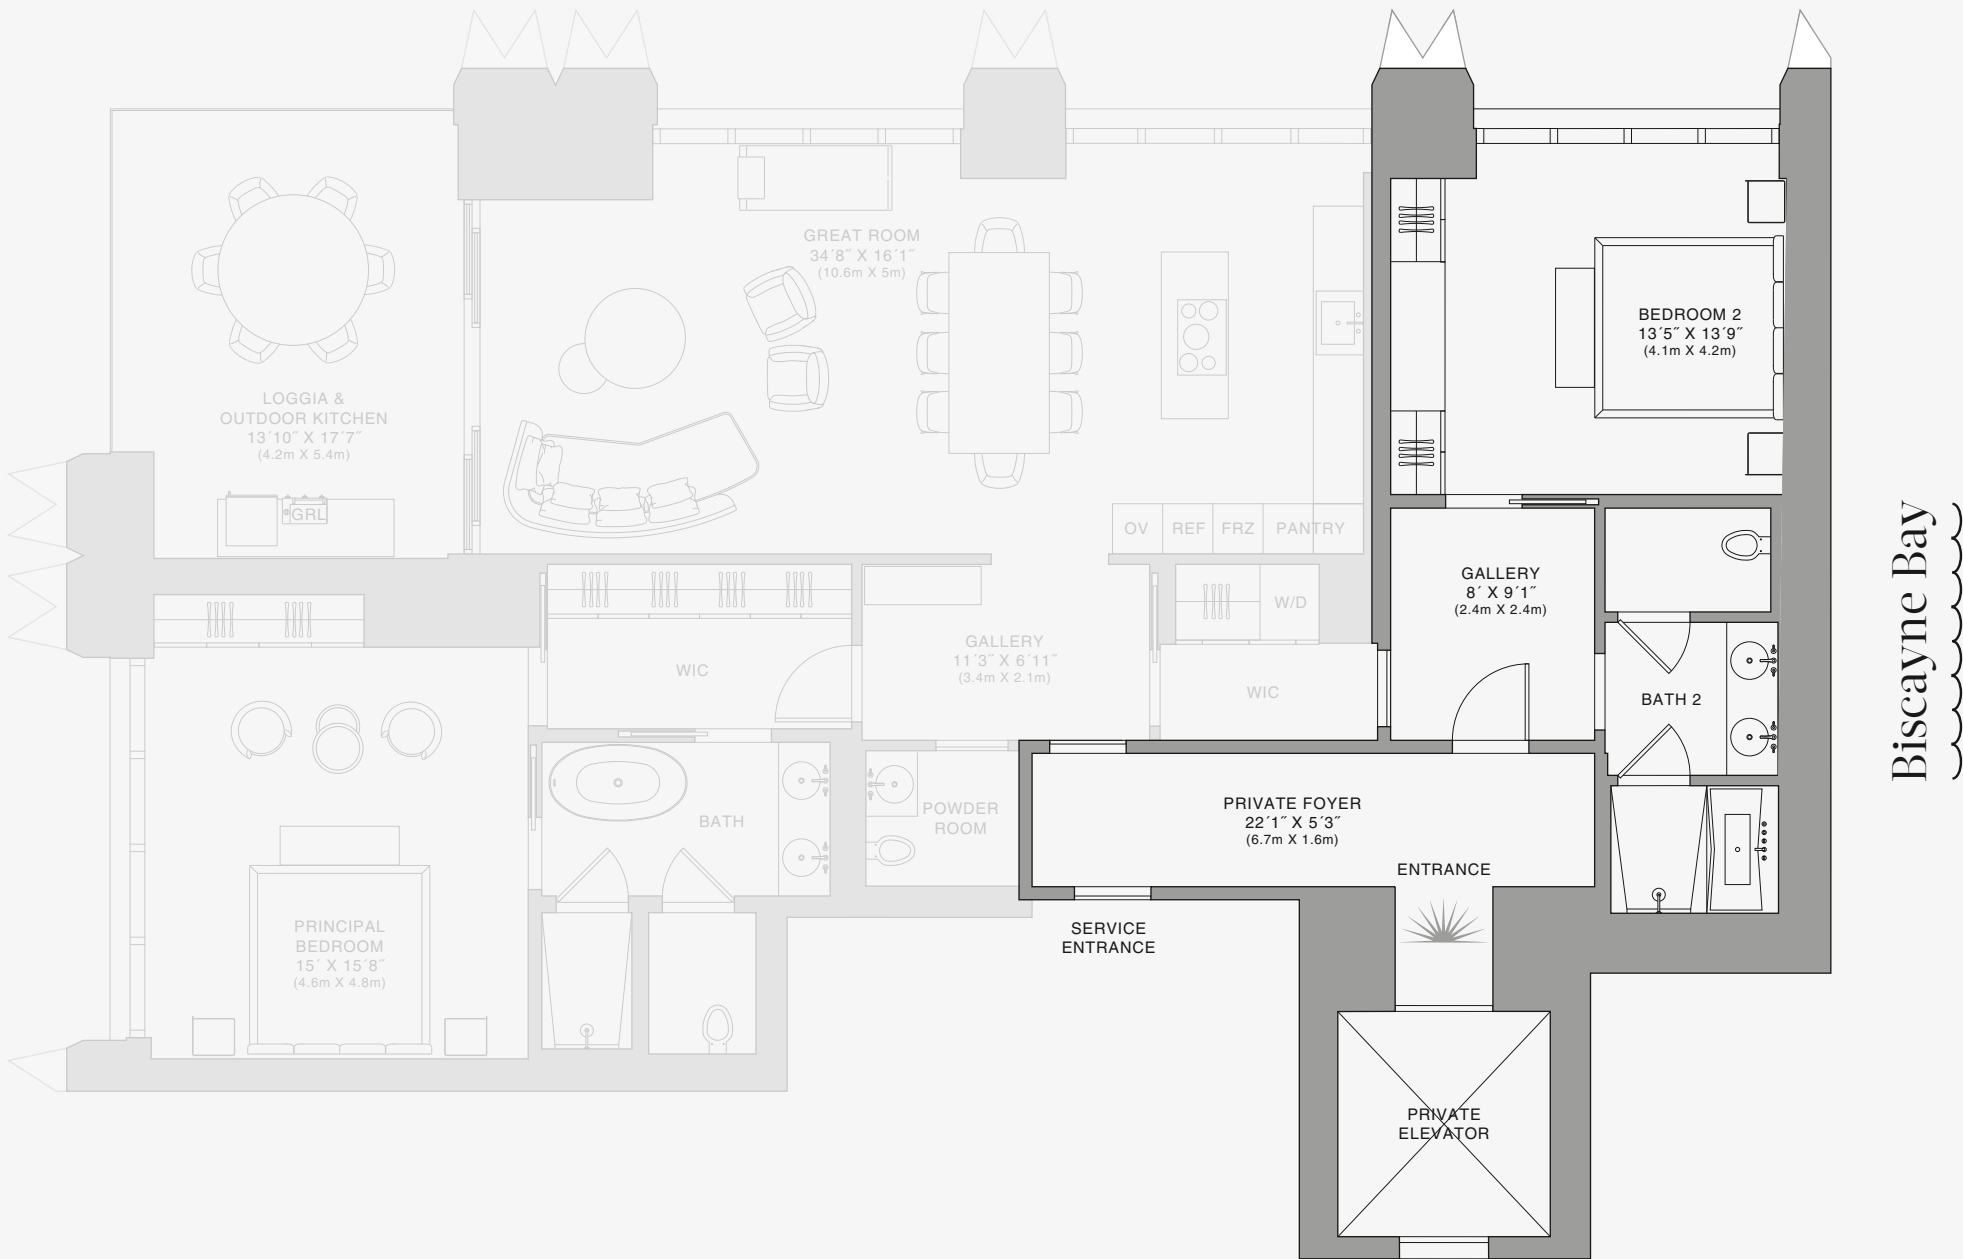 GREAT ROOM
34´8˝ X 16´1˝
(10.6m X 5m)
BEDROOM 2
13´5˝ X 13´9˝
(4.1m X 4.2m)
LOGGIA &
OUTDOOR KITCHEN
13´10˝ X 17´7˝
(4.2m X 5.4m)
GRL
OV
REF
FRZ
PANTRY
Biscayne Bay
GALLERY
8´ X 9´1˝
(2.4m X 2.4m)
W/D
GALLERY
11´3˝ X 6´11˝
(3.4m X 2.1m)
WIC
WIC
BATH 2
BATH
POWDER
ROOM
PRIVATE FOYER
22´1˝ X 5´3˝
(6.7m X 1.6m)
ENTRANCE
PRINCIPAL
BEDROOM
15´ X 15´8˝
(4.6m X 4.8m)
SERVICE
ENTRANCE
PRIVATE
ELEVATOR